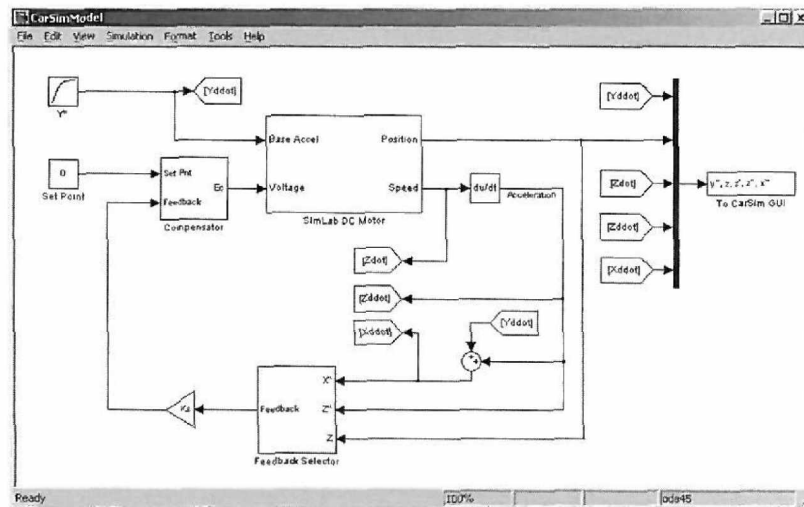 CarSimModel
File Edit View Simulation Format Tools Help
[Yddot]
Y"
Base Accel
Position
[Yddot]
0
Set Point
Set Pnt
Feedback
Ec
Compensator
Voltage
Speed
SimLab DC Motor
du/dt
Acceleration
[Zdot]
y", z, z', z", x"
To CarSim GUI
[Zddot]
[Xddot]
[Zdot]
[Zddot]
[Xddot]
[Yddot]
+
+
X"
Ks
Feedback
Z"
Z
Feedback Selector
Ready
100%
ode45